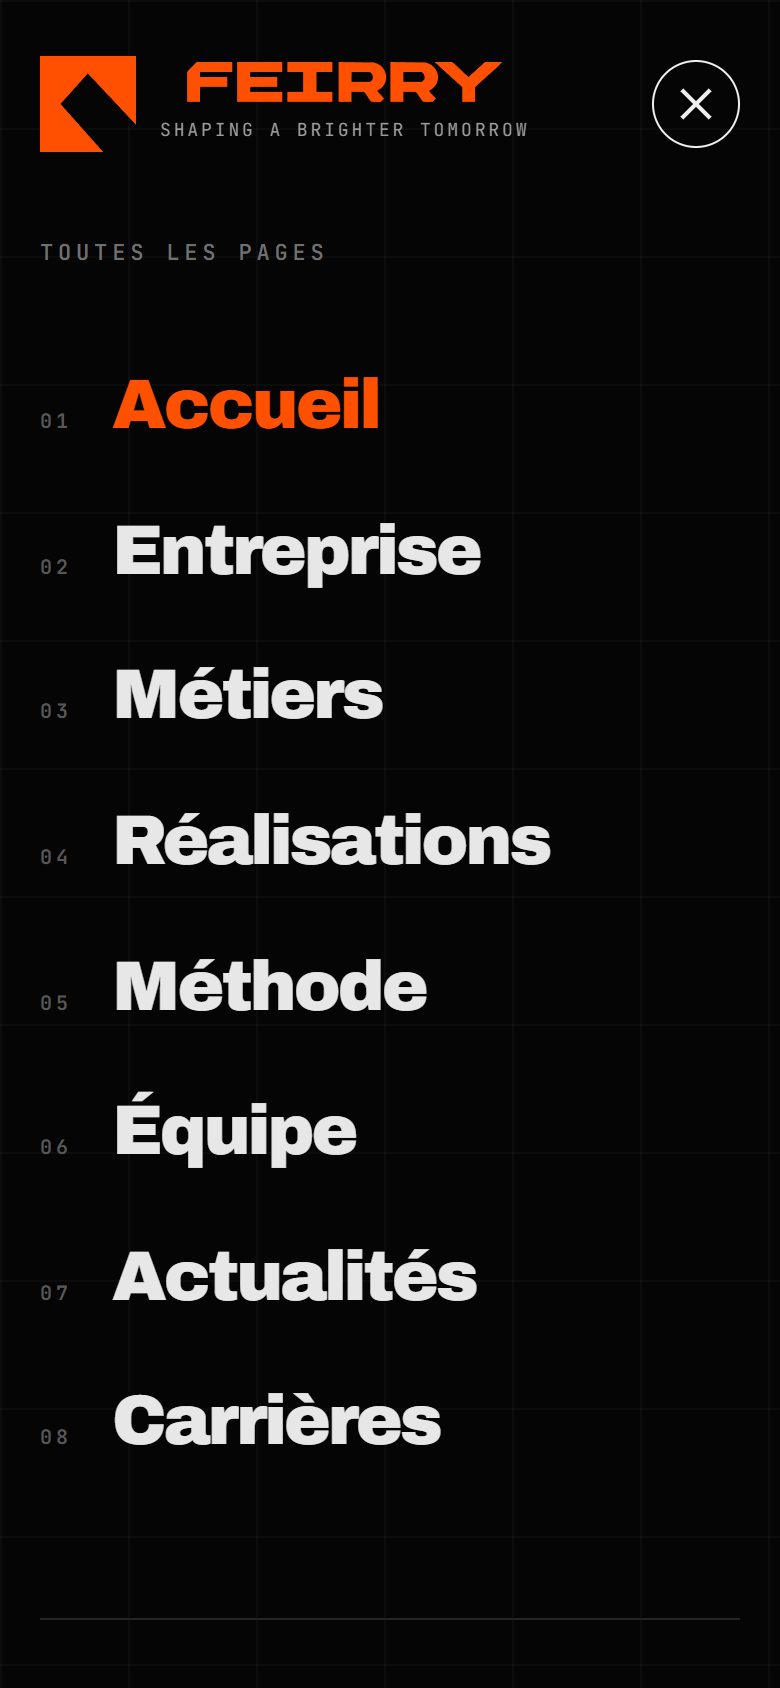 FEIRRY
SHAPING A BRIGHTER TOMORROW
TOUTES LES PAGES
01 Accueil
02 Entreprise
03 Métiers
04 Réalisations
05 Méthode
06 Équipe
07 Actualités
08 Carrières